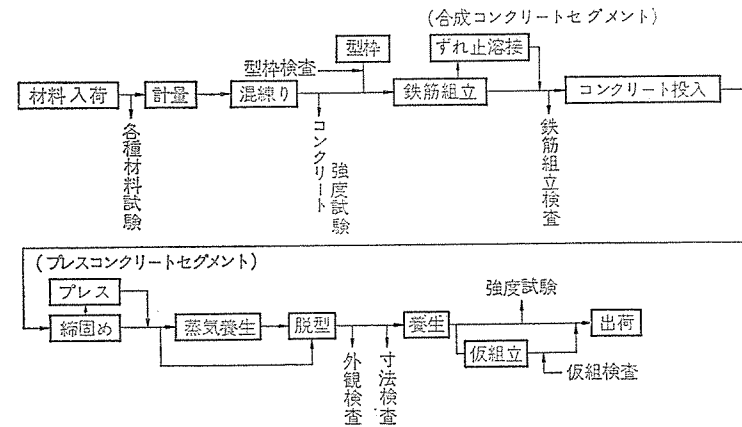 (合成コンクリートセグメント)
型枠
ずれ止溶接
型枠検査
材料入荷
計量
混練り
鉄筋組立
コンクリート投入
各種材料試験
コンクリート
強度試験
鉄筋組立検査
(プレスコンクリートセグメント)
プレス
締固め
蒸気養生
脱型
養生
強度試験
出荷
仮組立
仮組検査
外観検査
寸法検査